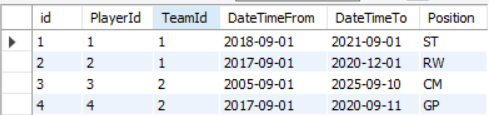 id PlayerId TeamId DateTimeFrom DateTimeTo Position
1 1 1 2018-09-01 2021-09-01 ST
2 2 1 2017-09-01 2020-12-01 RW
3 3 2 2005-09-01 2025-09-10 CM
4 4 2 2017-09-01 2020-09-11 GP